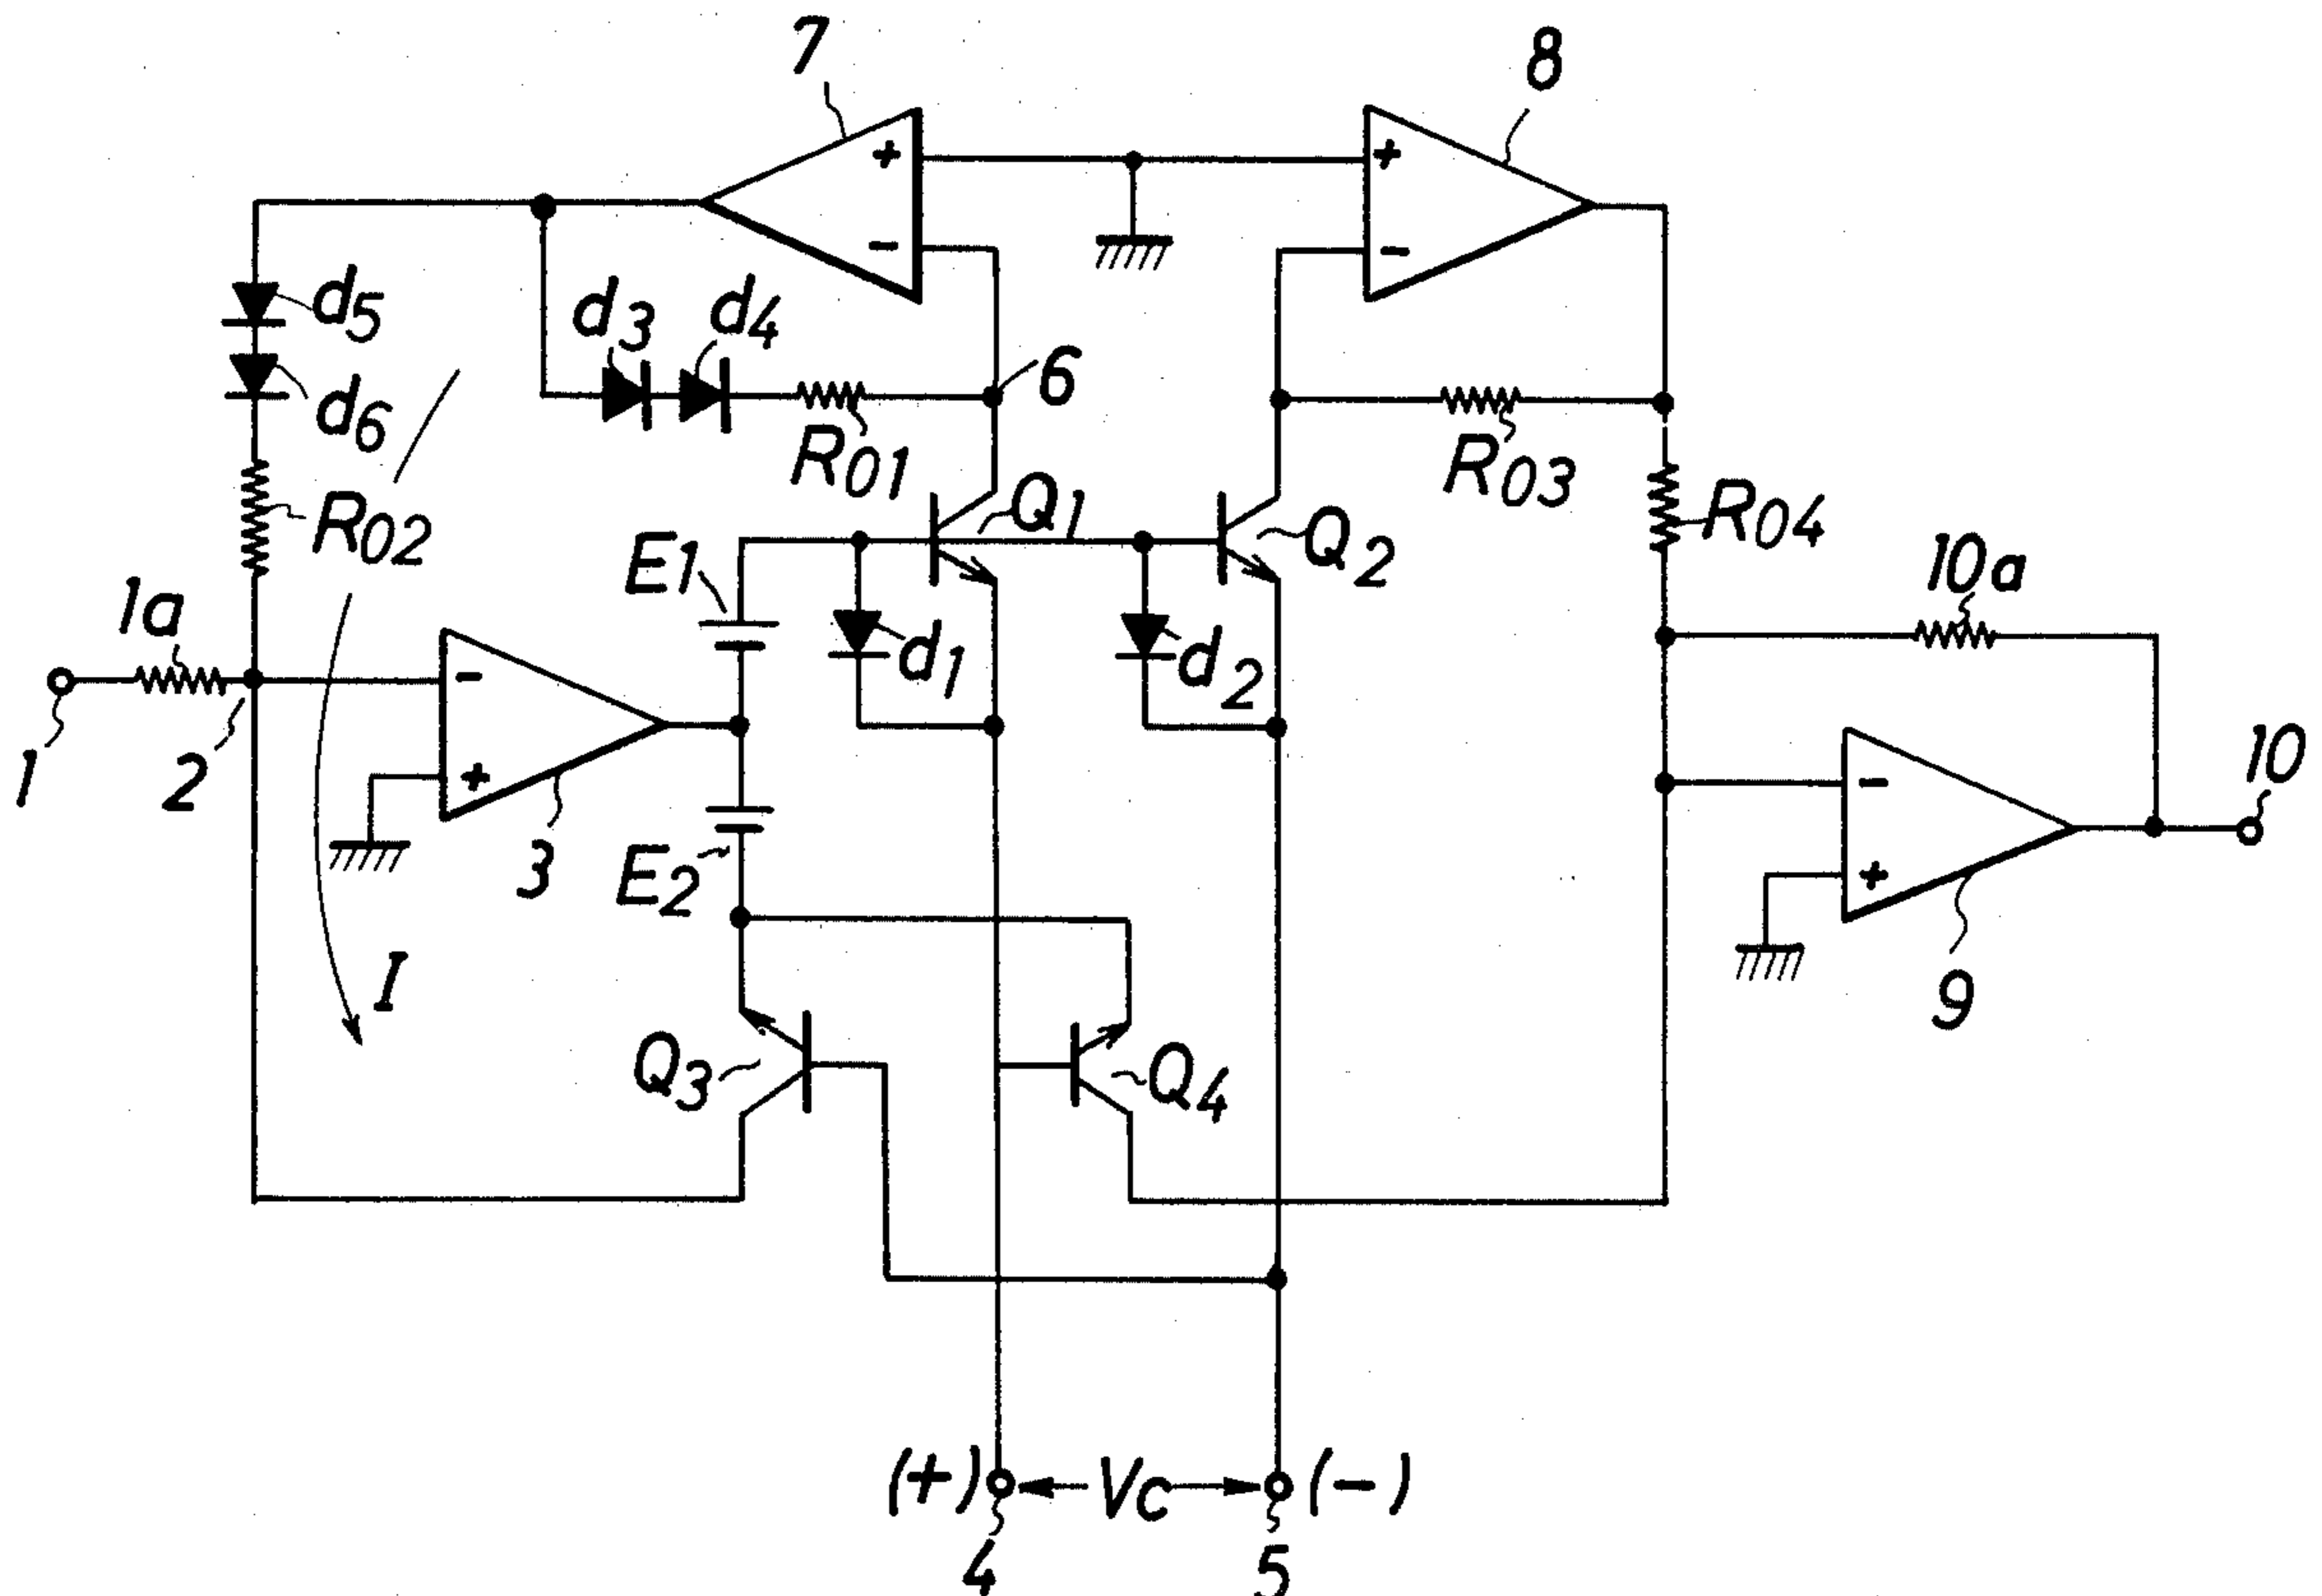 7
8
+
+
-
-
d5
d3
d4
6
d6
R01
R03
R02
Q1
Q2
R04
E1
10a
1a
d1
d2
-
-
10
1
2
+
3
E2
+
I
9
Q3
Q4
(+)
Vc
(-)
4
5